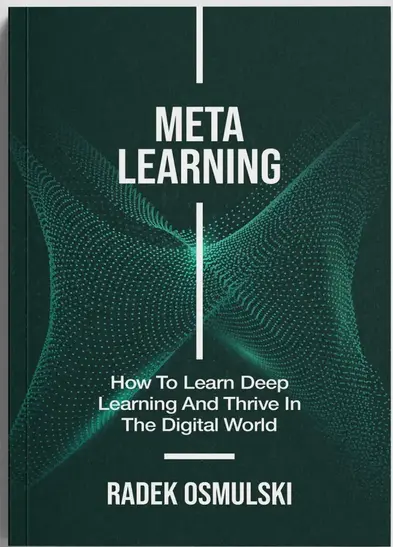 META
LEARNING
How To Learn Deep
Learning And Thrive In
The Digital World
RADEK OSMULSKI